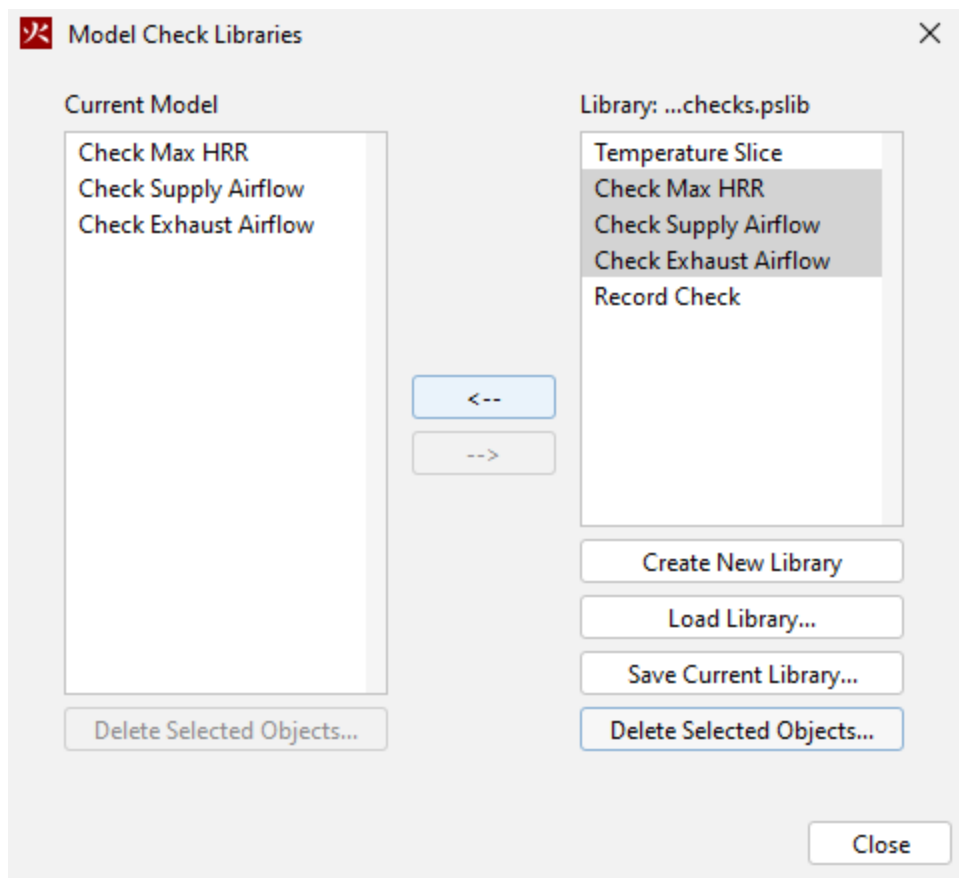 火 Model Check Libraries
Current Model
Check Max HRR
Check Supply Airflow
Check Exhaust Airflow
<--
-->
Library: ...checks.pslib
Temperature Slice
Check Max HRR
Check Supply Airflow
Check Exhaust Airflow
Record Check
Create New Library
Load Library...
Save Current Library...
Delete Selected Objects...
Delete Selected Objects...
Close